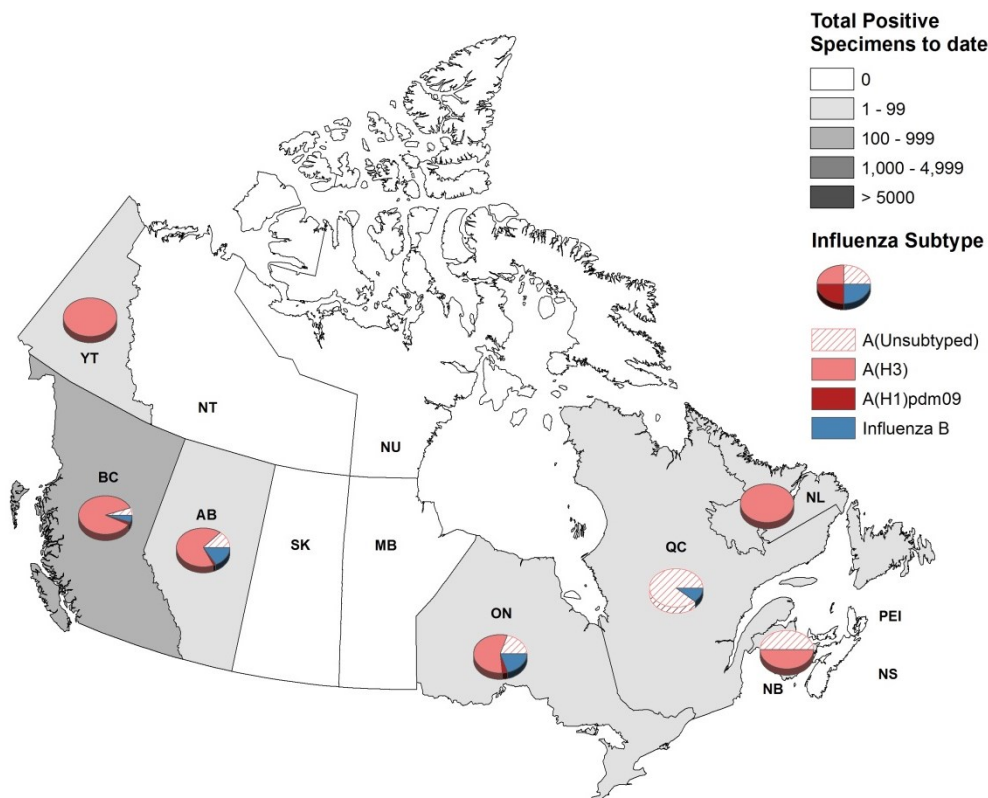 Total Positive
Specimens to date
0
1 - 99
100 - 999
1,000 - 4,999
> 5000
Influenza Subtype
A(Unsubtyped)
A(H3)
A(H1)pdm09
Influenza B
YT
NT
NU
BC
AB
SK
MB
ON
QC
NL
PEI
NB
NS